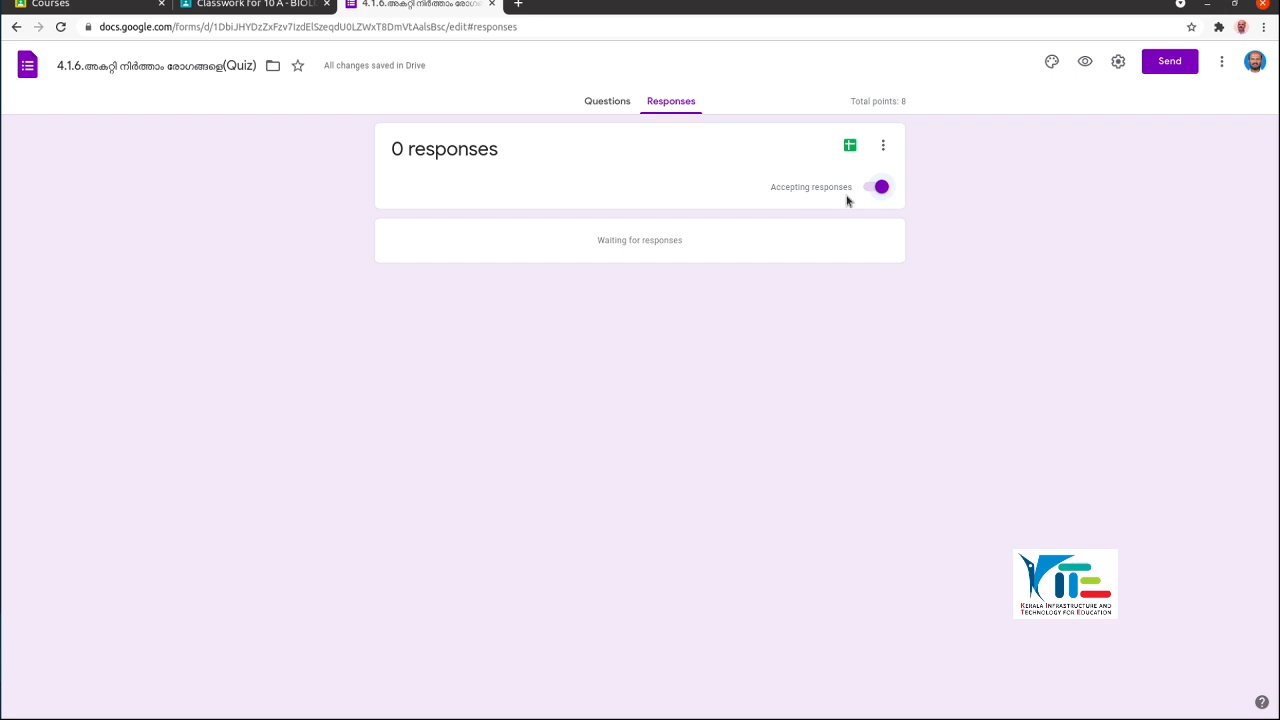 Courses
Classwork for 10 A - BIOL
4.1.6.അകറ്റി നിർത്താം രോഗ
docs.google.com/forms/d/1DbiJHYDzZxFzv7IzdElSzeqdU0LZWxT8DmVtAalsBsc/edit#responses
4.1.6.അകറ്റി നിർത്താം രോഗങ്ങളെ(Quiz)
All changes saved in Drive
Send
Questions
Responses
Total points: 8
0 responses
Accepting responses
Waiting for responses
KERALA INFRASTRUCTURE AND
TECHNOLOGY FOR EDUCATION